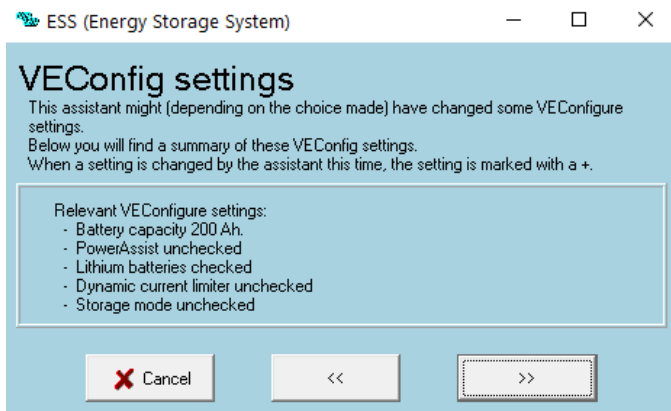 ESS (Energy Storage System)
VEConfig settings
This assistant might (depending on the choice made) have changed some VEConfigure
settings.
Below you will find a summary of these VEConfig settings.
When a setting is changed by the assistant this time, the setting is marked with a +.
Relevant VEConfigure settings:
- Battery capacity 200 Ah.
- PowerAssist unchecked
- Lithium batteries checked
- Dynamic current limiter unchecked
- Storage mode unchecked
Cancel
<<
>>